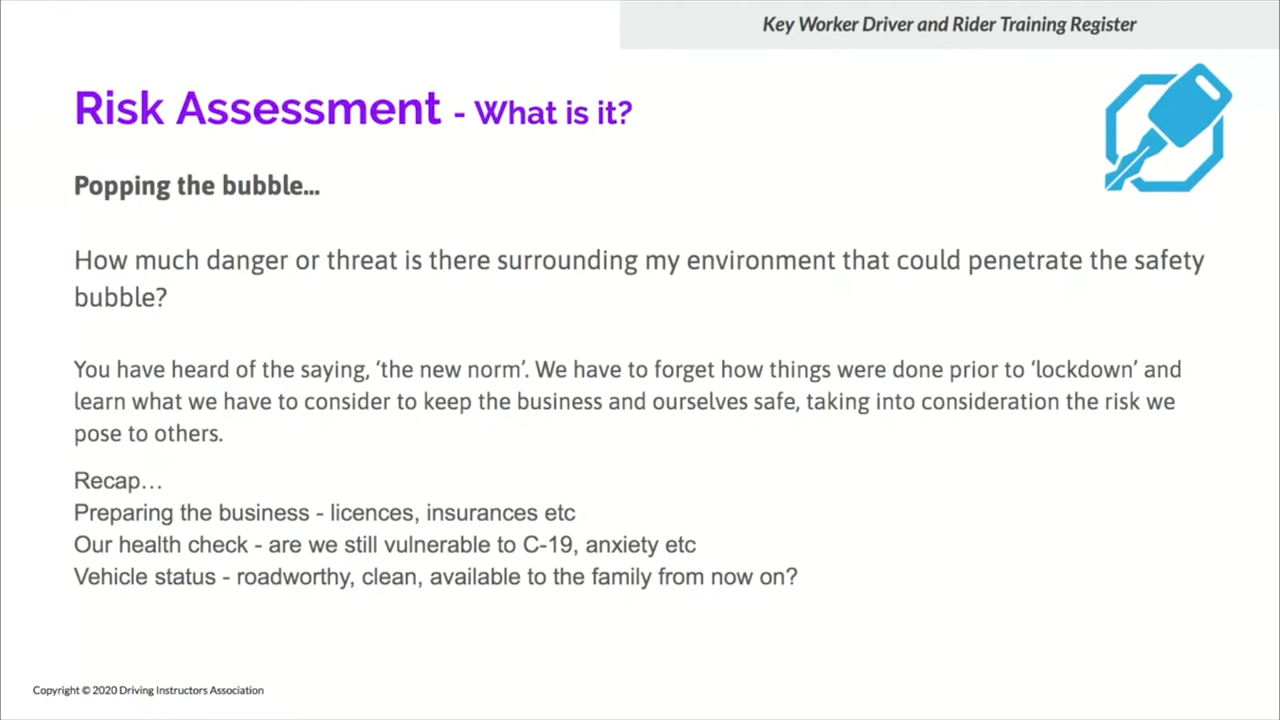 Key Worker Driver and Rider Training Register
Risk Assessment - What is it?
Popping the bubble...
How much danger or threat is there surrounding my environment that could penetrate the safety
bubble?
You have heard of the saying, ‘the new norm’. We have to forget how things were done prior to ‘lockdown’ and
learn what we have to consider to keep the business and ourselves safe, taking into consideration the risk we
pose to others.
Recap…
Preparing the business - licences, insurances etc
Our health check - are we still vulnerable to C-19, anxiety etc
Vehicle status - roadworthy, clean, available to the family from now on?
Copyright © 2020 Driving Instructors Association